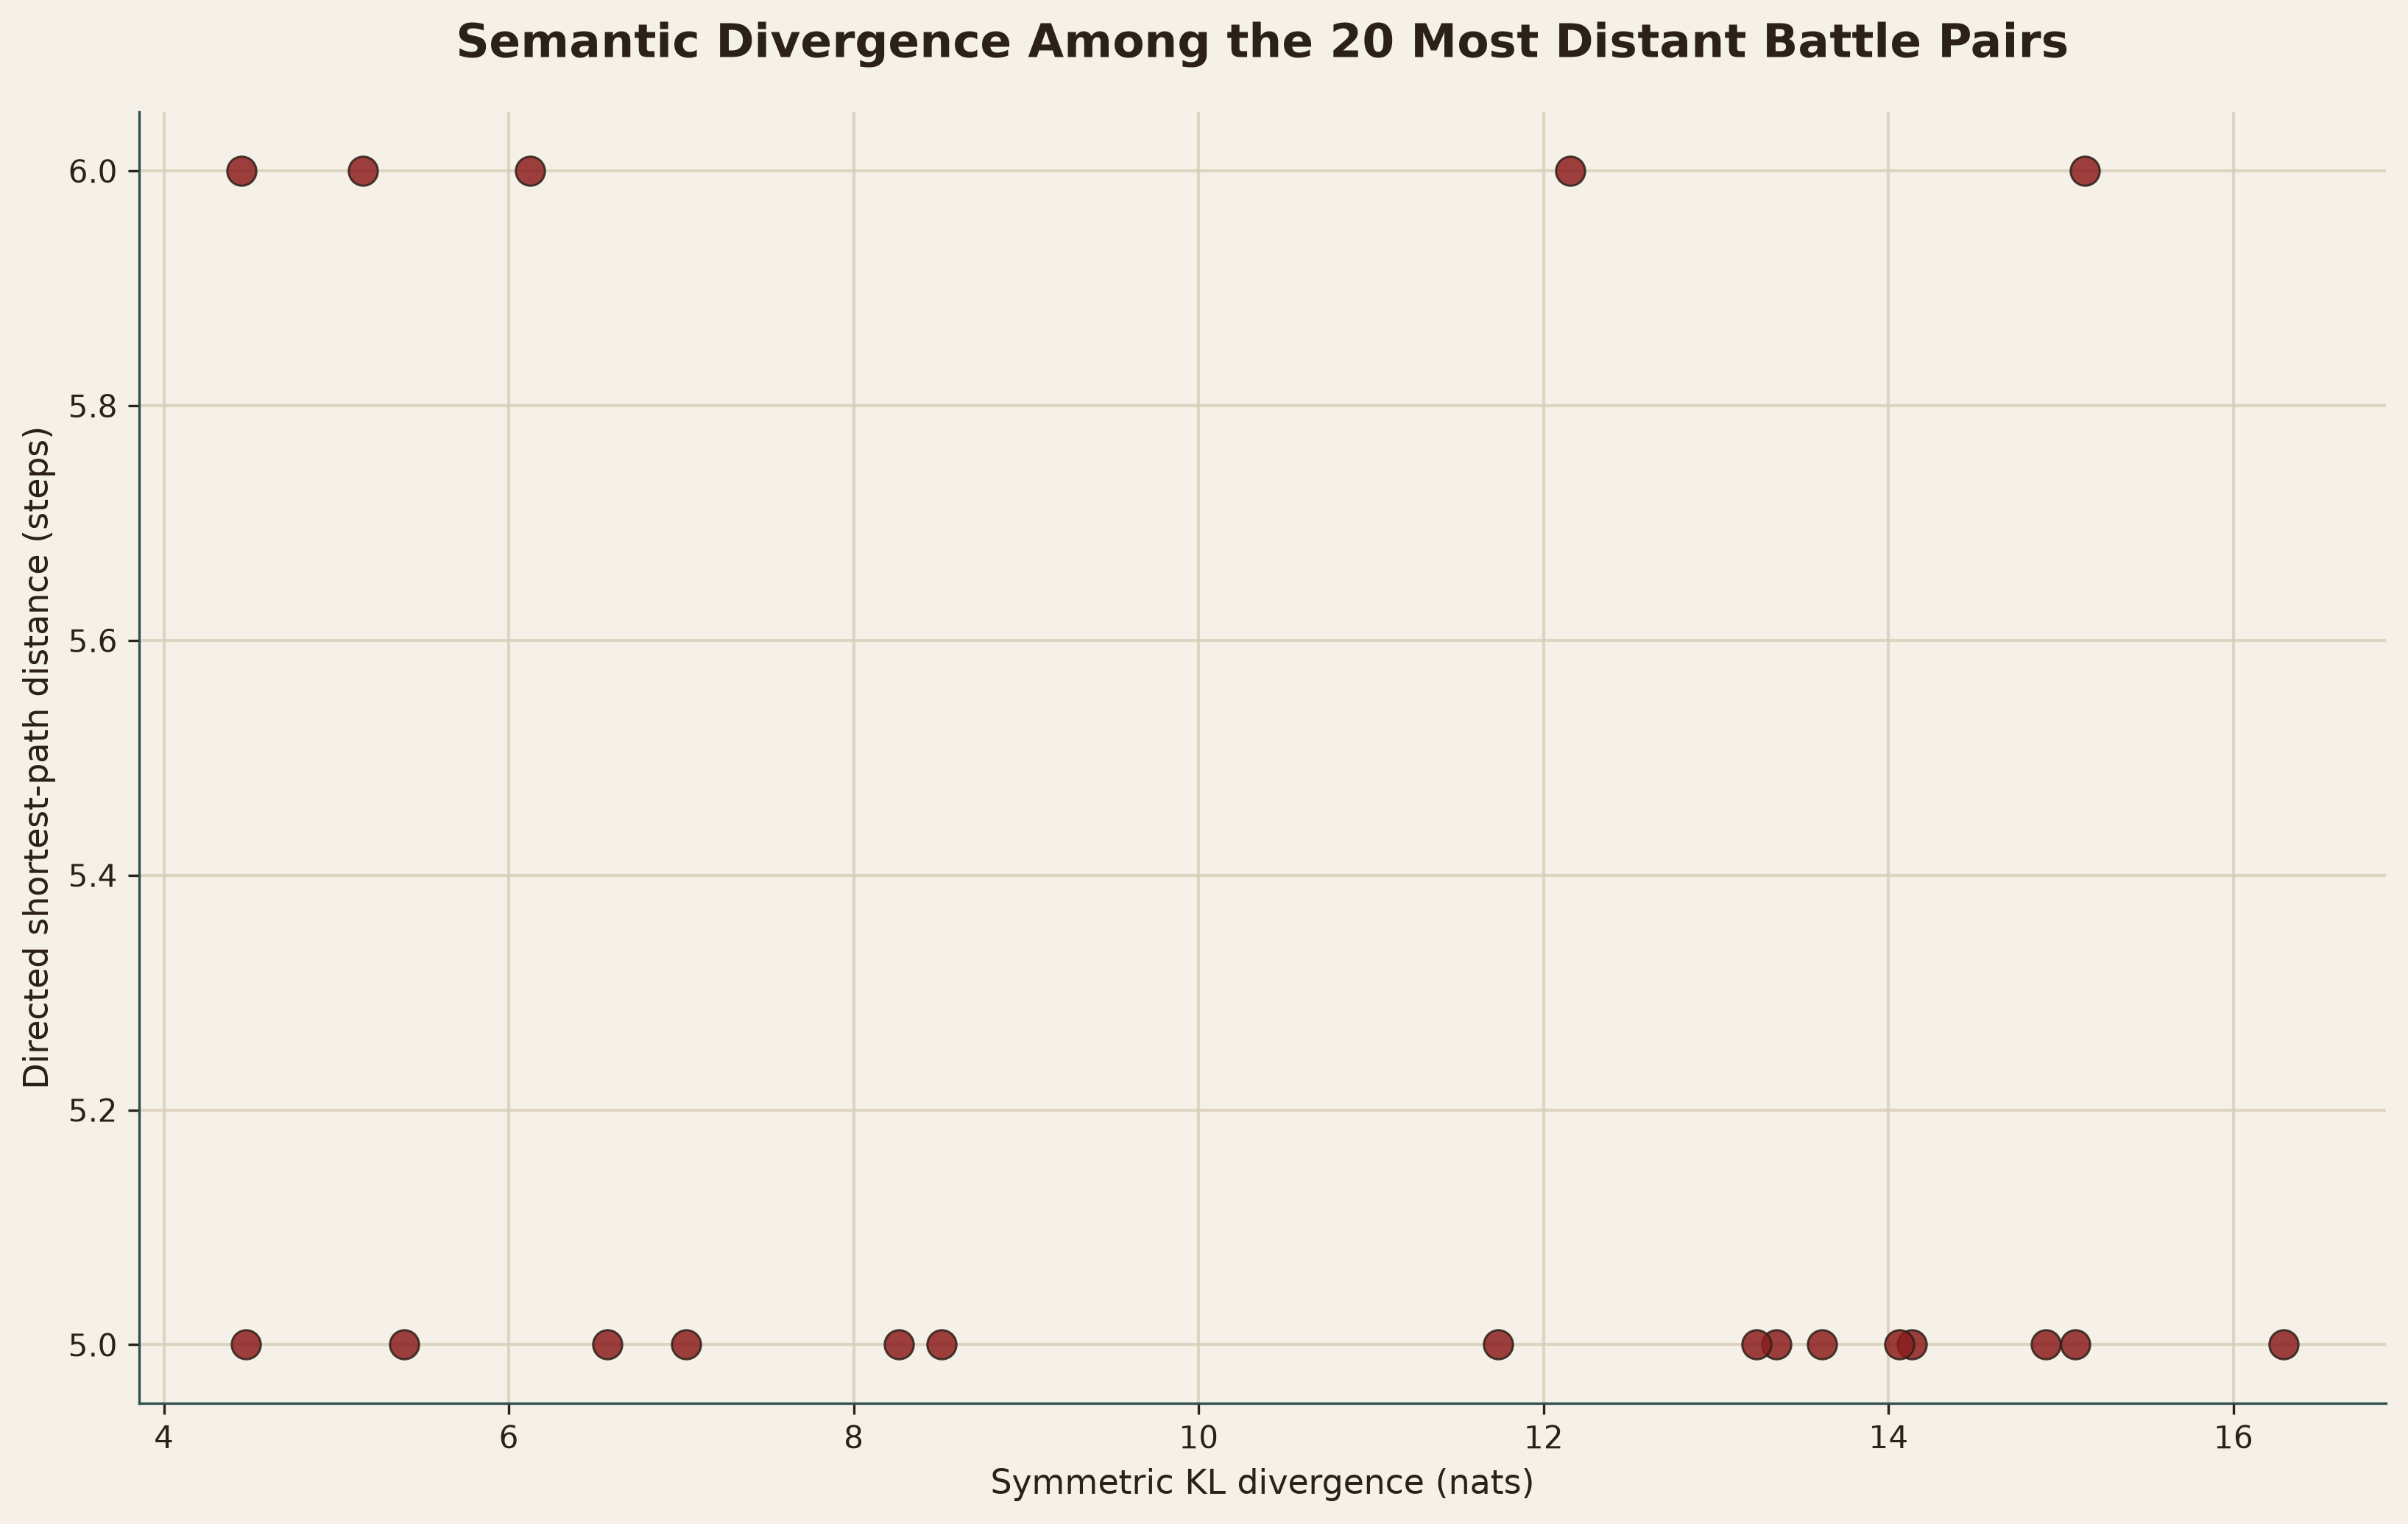 Semantic Divergence Among the 20 Most Distant Battle Pairs
Directed shortest-path distance (steps)
6.0
5.8
5.6
5.4
5.2
5.0
4 6 8 10 12 14 16
Symmetric KL divergence (nats)